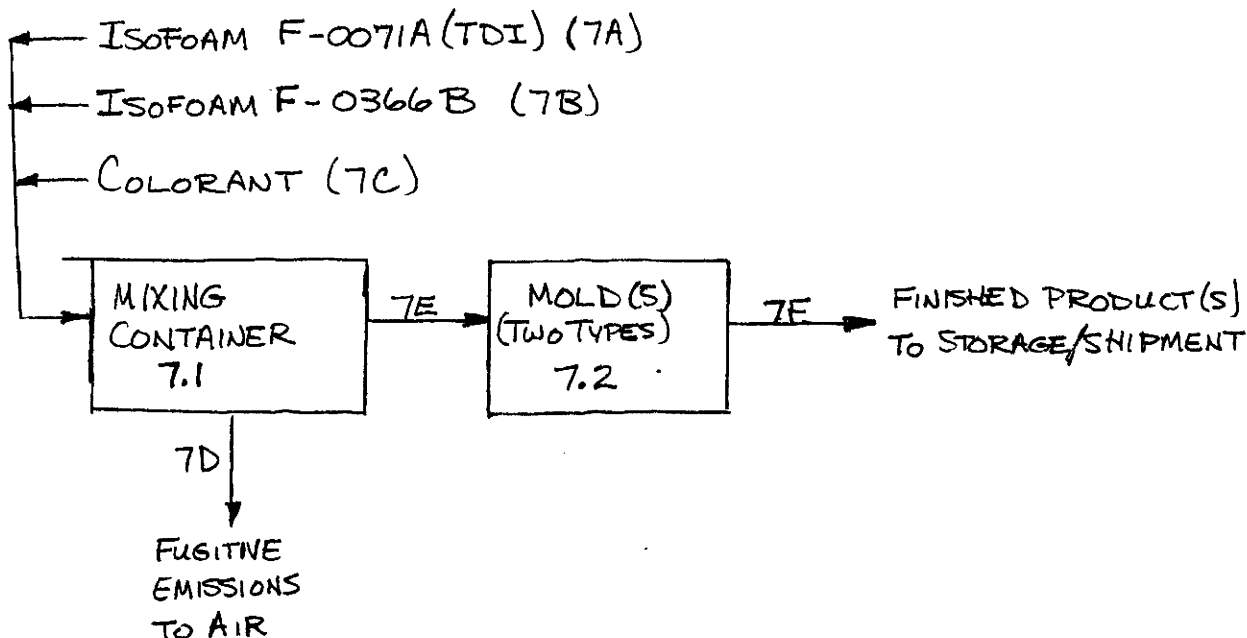 ISOFOAM F-0071A (TDI) (7A)
ISOFOAM F-0366B (7B)
COLORANT (7C)
MIXING
CONTAINER
7.1
7E
MOLD(S)
(TWO TYPES)
7.2
7F
FINISHED PRODUCT(S)
TO STORAGE/SHIPMENT
7D
FUGITIVE
EMISSIONS
TO AIR